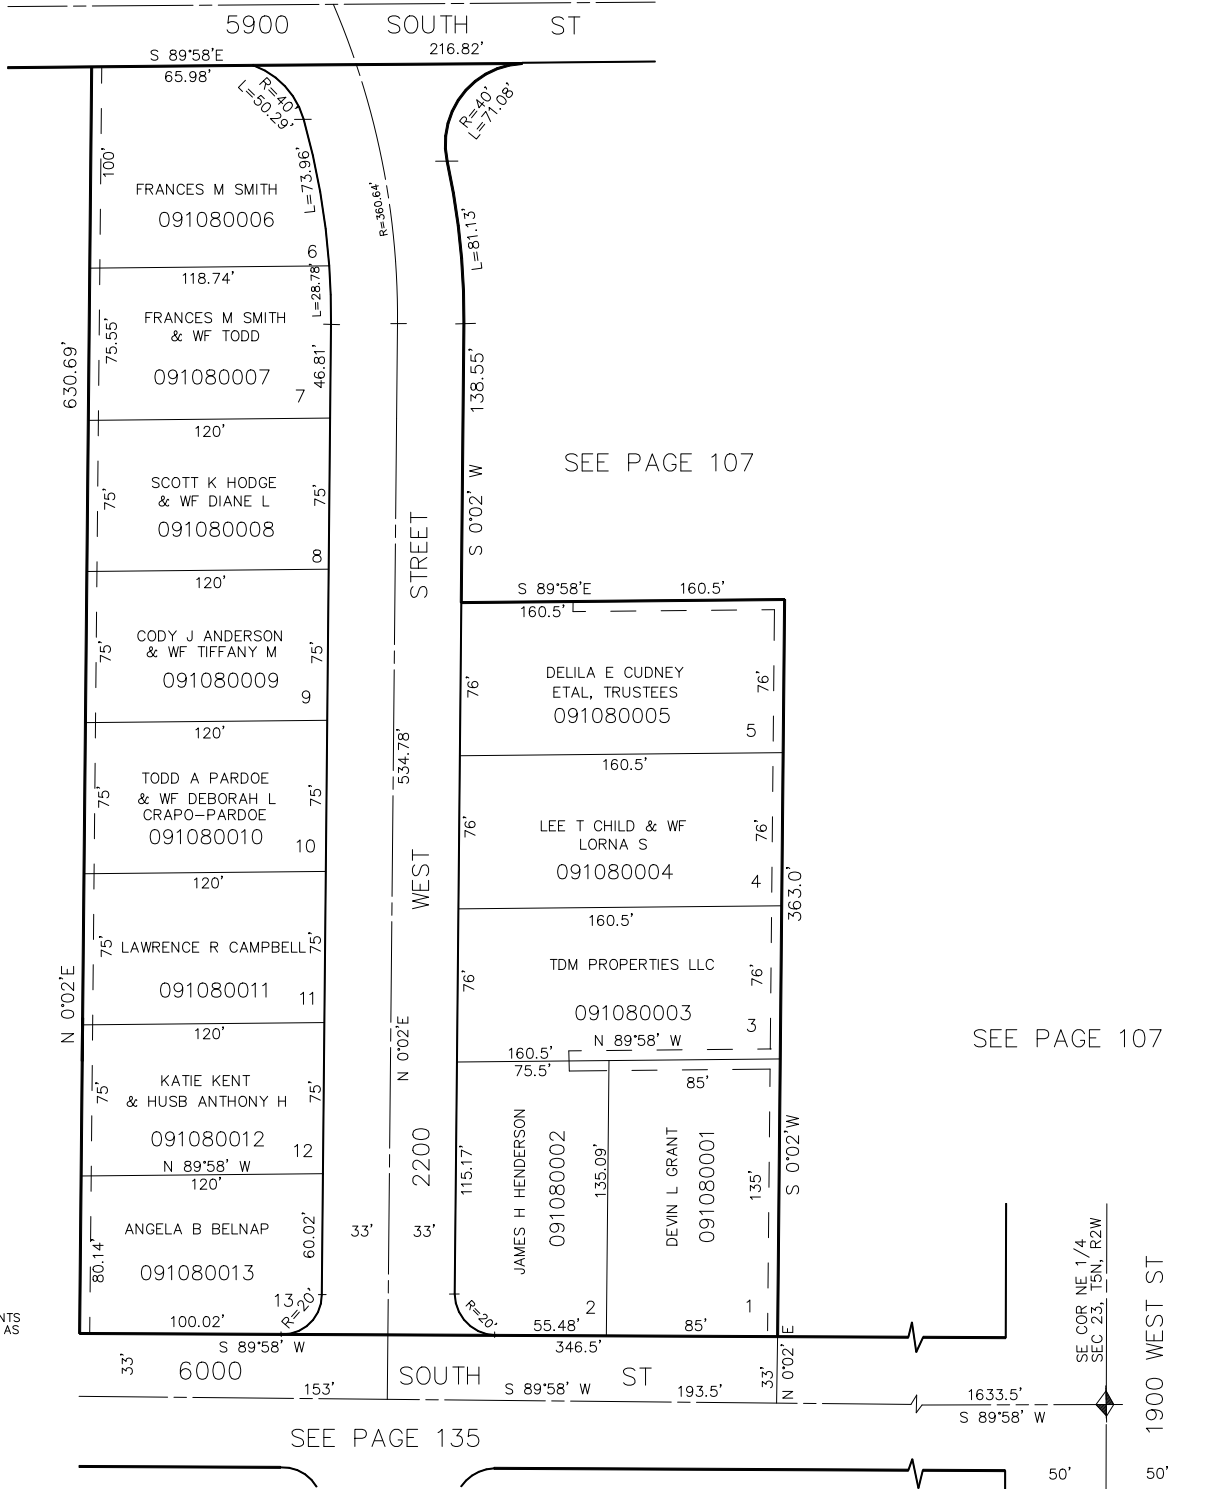 5900 SOUTH ST
S 89°58'E
216.82'
65.98'
R=40'
L=50.29'
R=40'
L=71.08'
100'
L=73.96'
R=360.64'
FRANCES M SMITH
091080006
6
L=81.13'
118.74'
L=28.78'
FRANCES M SMITH
& WF TODD
75.55'
091080007
7
46.81'
630.69'
138.55'
120'
SEE PAGE 107
SCOTT K HODGE
& WF DIANE L
091080008
75'
75'
8
S 0°02' W
STREET
120'
S 89°58'E
160.5'
160.5'
CODY J ANDERSON
& WF TIFFANY M
091080009
75'
75'
9
DELILA E CUDNEY
ETAL, TRUSTEES
091080005
76'
76'
5
120'
534.78'
160.5'
TODD A PARDOE
& WF DEBORAH L
CRAPO-PARDOE
091080010
75'
75'
10
LEE T CHILD & WF
LORNA S
091080004
76'
76'
4
WEST
363.0'
120'
160.5'
75'
LAWRENCE R CAMPBELL
75'
091080011
11
TDM PROPERTIES LLC
091080003
76'
76'
3
N 0°02'E
N 0°02'E
120'
N 89°58' W
160.5'
75.5'
85'
SEE PAGE 107
KATIE KENT
& HUSB ANTHONY H
091080012
75'
75'
12
N 89°58' W
120'
2200
115.17'
JAMES H HENDERSON
091080002
135.09'
2
DEVIN L GRANT
091080001
135'
1
S 0°02'W
ANGELA B BELNAP
091080013
80.14'
60.02'
13
R=20'
33'
33'
R=20'
100.02'
55.48'
85'
S 89°58' W
346.5'
NTS
AS
33'
6000 SOUTH ST
33'
N 0°02' E
153'
S 89°58' W
193.5'
1633.5'
S 89°58' W
SE COR NE 1/4
SEC 23, T5N, R2W
1900 WEST ST
SEE PAGE 135
50'
50'